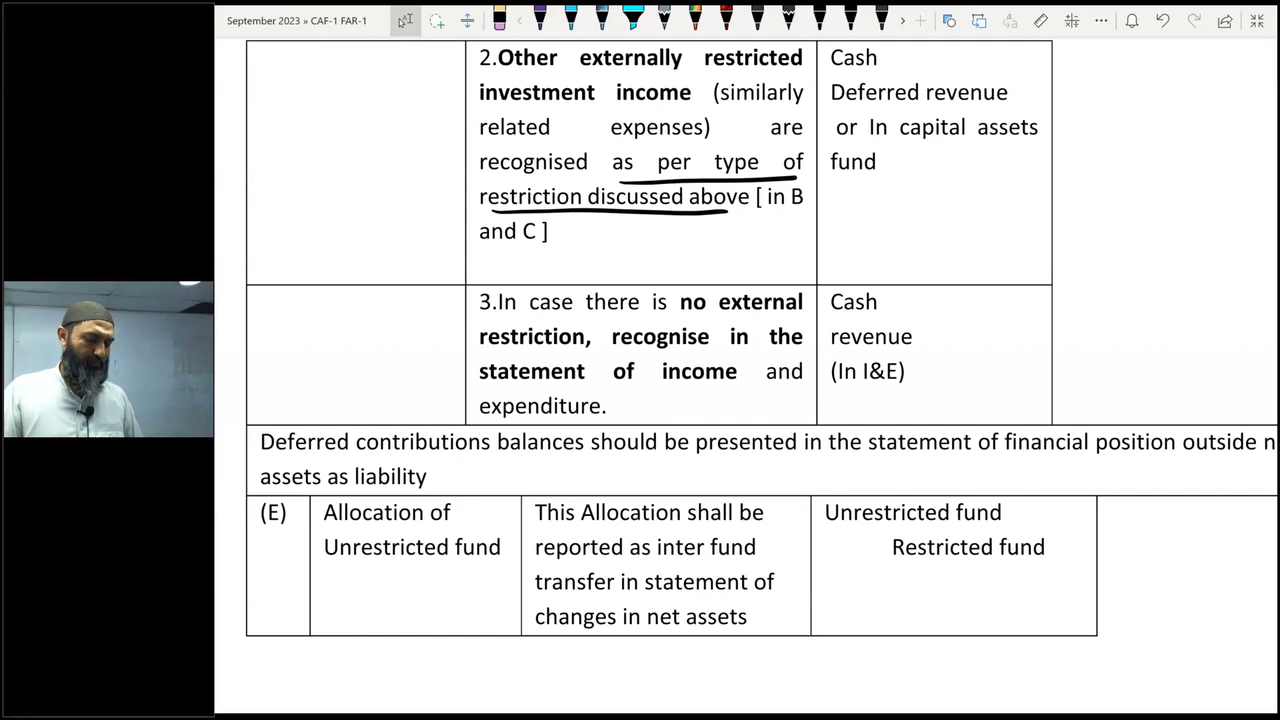 September 2023 » CAF-1 FAR-1
2.Other externally restricted
investment income (similarly
related expenses) are
recognised as per type of
restriction discussed above [ in B
and C ]
Cash
Deferred revenue
or In capital assets
fund
3.In case there is no external
restriction, recognise in the
statement of income and
expenditure.
Cash
revenue
(In I&E)
Deferred contributions balances should be presented in the statement of financial position outside n
assets as liability
(E)
Allocation of
Unrestricted fund
This Allocation shall be
reported as inter fund
transfer in statement of
changes in net assets
Unrestricted fund
Restricted fund